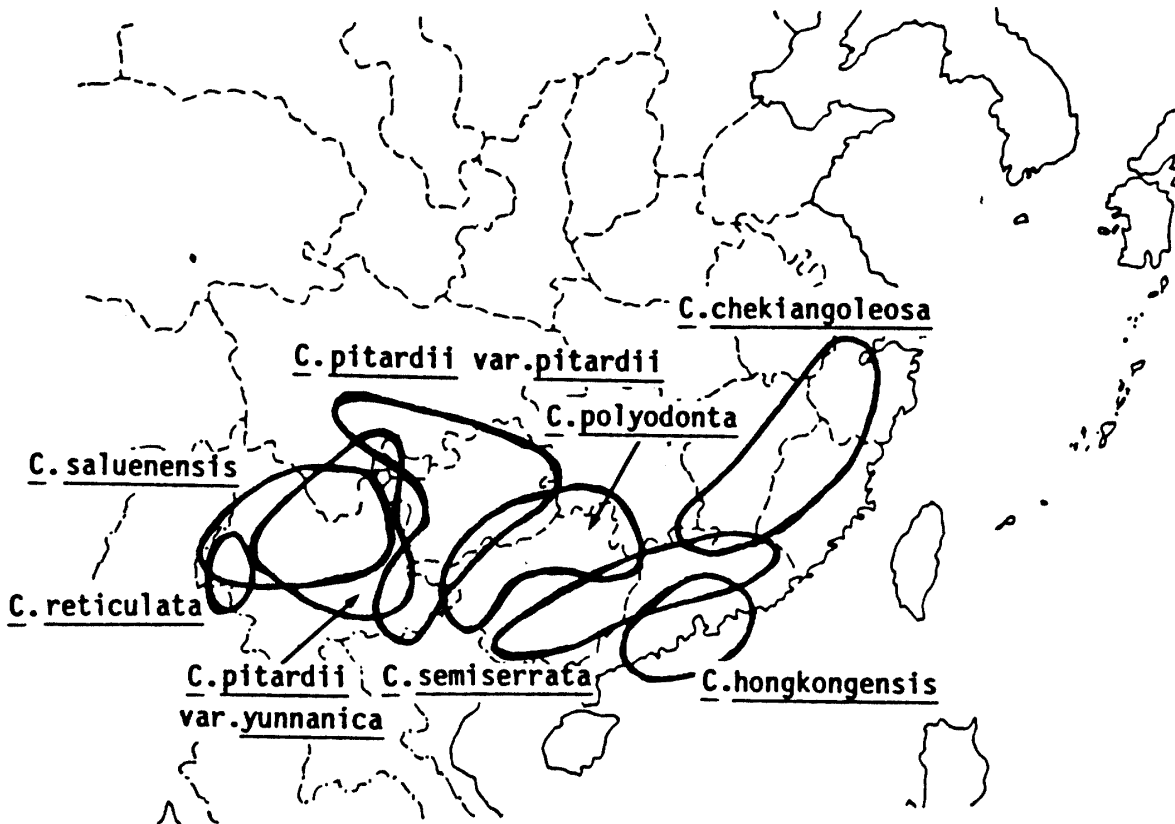 C.chekiangoleosa
C.pitardii var.pitardii
C.polyodonta
C.saluenensis
C.reticulata
C.pitardii
var.yunnanica
C.semiserrata
C.hongkongensis